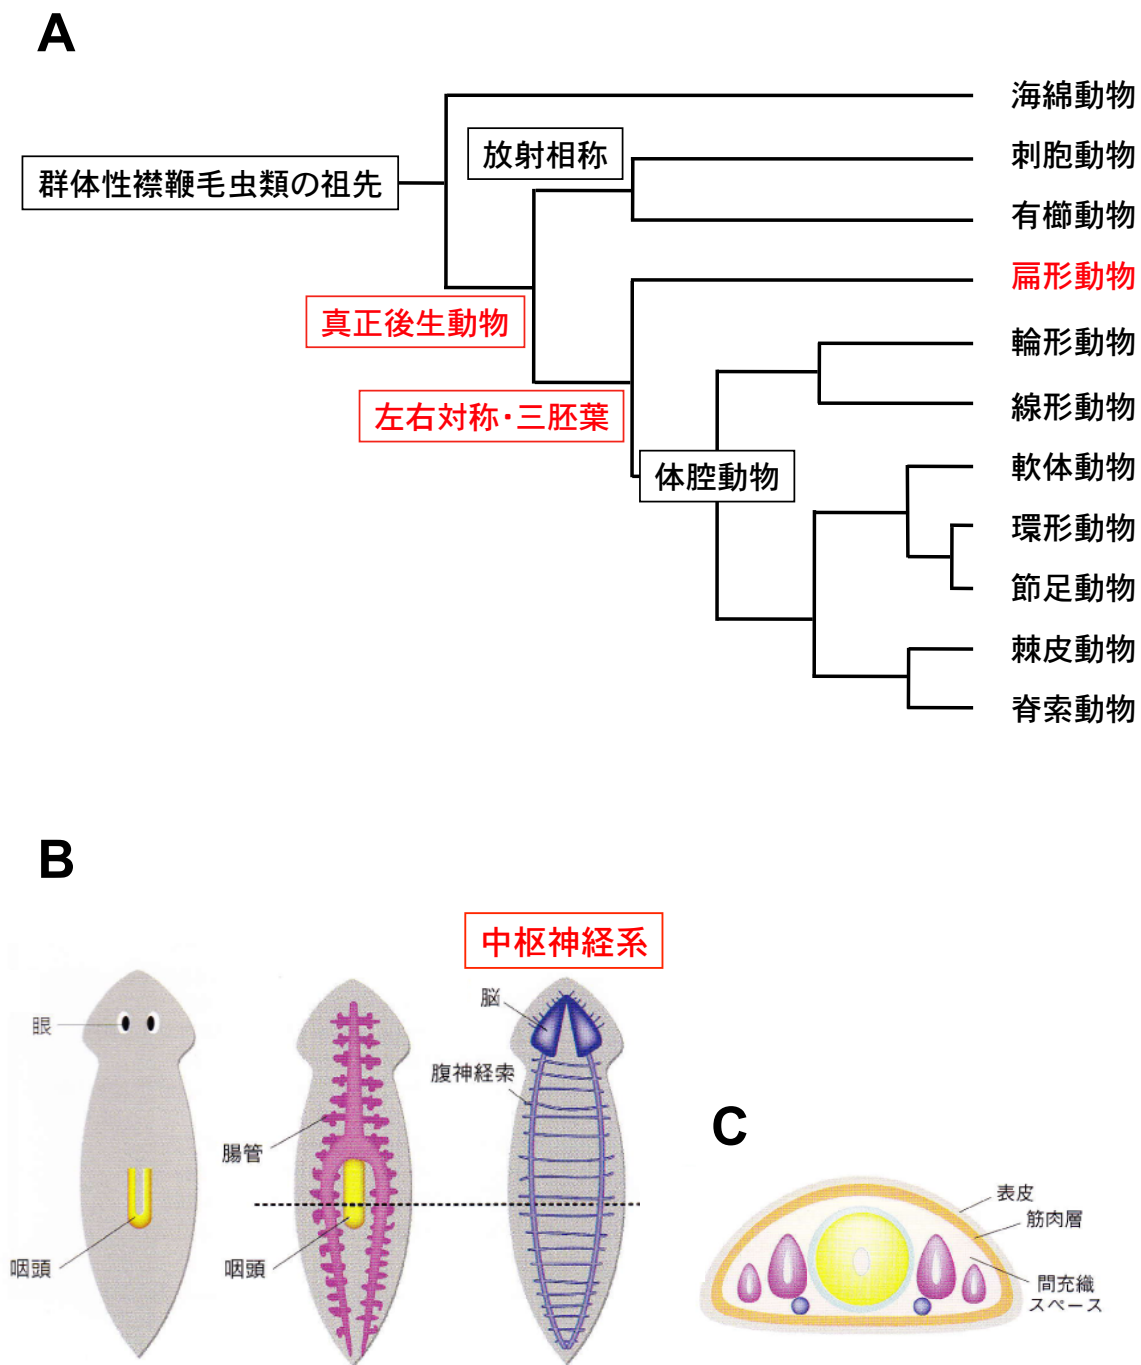 A
海綿動物
放射相称
刺胞動物
群体性襟鞭毛虫類の祖先
有櫛動物
扁形動物
真正後生動物
輪形動物
左右対称・三胚葉
線形動物
体腔動物
軟体動物
環形動物
節足動物
棘皮動物
脊索動物
B
中枢神経系
脳
眼
腹神経索
腸管
咽頭
咽頭
C
表皮
筋肉層
間充織
スペース